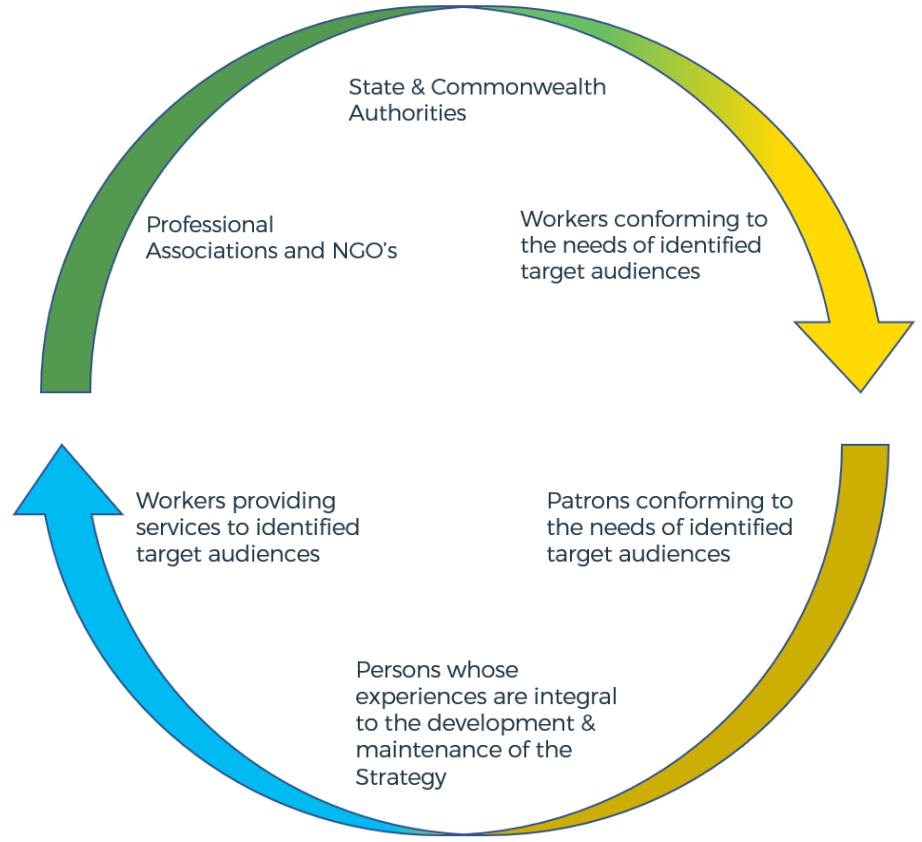 State & Commonwealth
Authorities
Professional
Associations and NGO's
Workers conforming to
the needs of identified
target audiences
Workers providing
services to identified
target audiences
Patrons conforming to
the needs of identified
target audiences
Persons whose
experiences are integral
to the development &
maintenance of the
Strategy